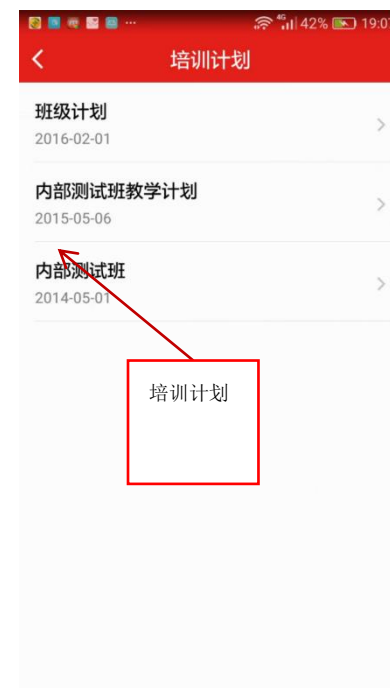 4G 42% 19:07
培训计划
班级计划
2016-02-01
内部测试班教学计划
2015-05-06
内部测试班
2014-05-01
培训计划